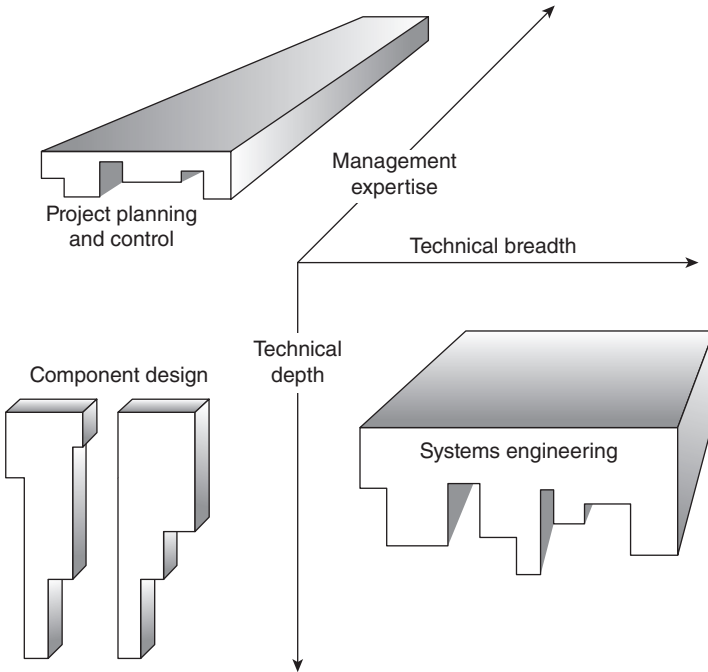 Management
expertise
Project planning
and control
Technical breadth
Technical
depth
Component design
Systems engineering